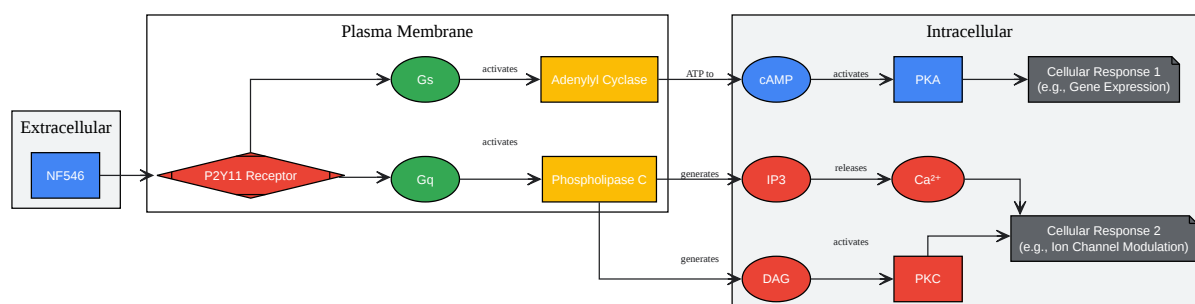 Plasma Membrane
Intracellular
Gs
activates
Adenylyl Cyclase
ATP to
cAMP
activates
PKA
Cellular Response 1
(e.g., Gene Expression)
Extracellular
NF546
P2Y11 Receptor
activates
Gq
Phospholipase C
generates
IP3
releases
Ca²⁺
Cellular Response 2
(e.g., Ion Channel Modulation)
generates
DAG
activates
PKC